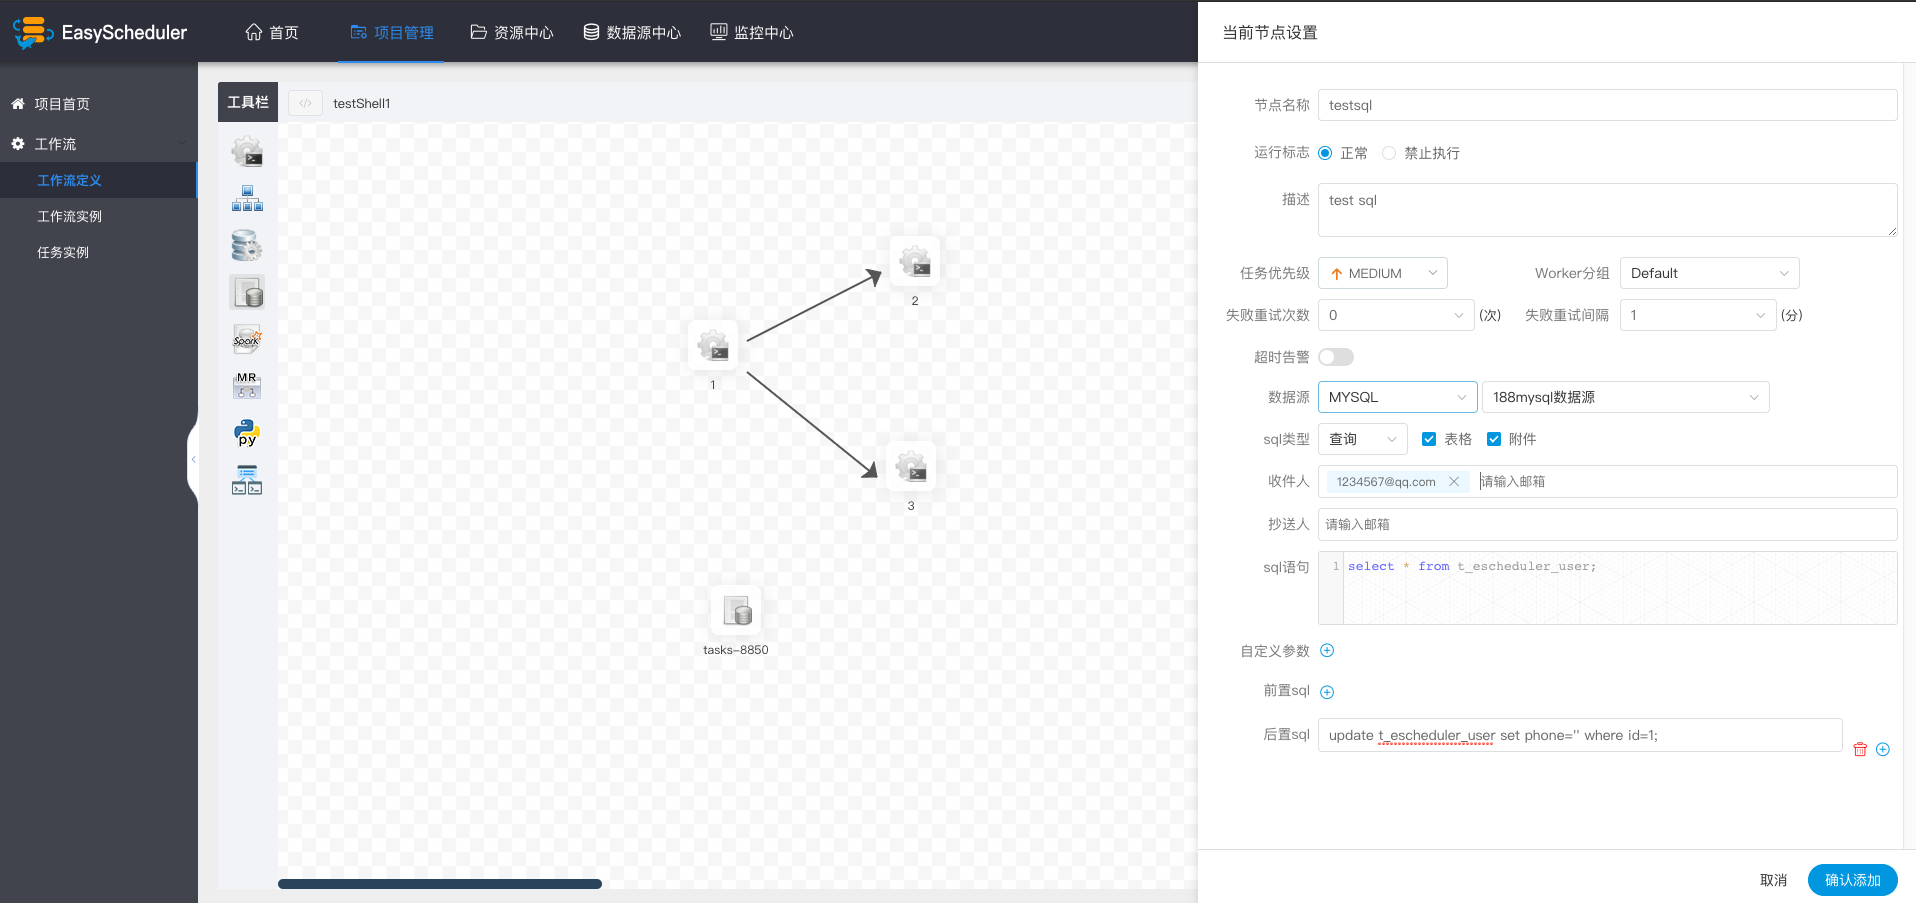 EasyScheduler
首页
项目管理
资源中心
数据源中心
监控中心
项目首页
工作流
工作流定义
工作流实例
任务实例
工具栏
</>
testShell1
Spark
MR
py
1
2
3
tasks-8850
当前节点设置
节点名称 testsql
运行标志 正常 禁止执行
描述 test sql
任务优先级 MEDIUM Worker分组 Default
失败重试次数 0 (次) 失败重试间隔 1 (分)
超时告警
数据源 MYSQL 188mysql数据源
sql类型 查询 表格 附件
收件人 1234567@qq.com 请输入邮箱
抄送人 请输入邮箱
sql语句 1 select * from t_escheduler_user;
自定义参数
前置sql
后置sql update t_escheduler_user set phone='' where id=1;
取消 确认添加